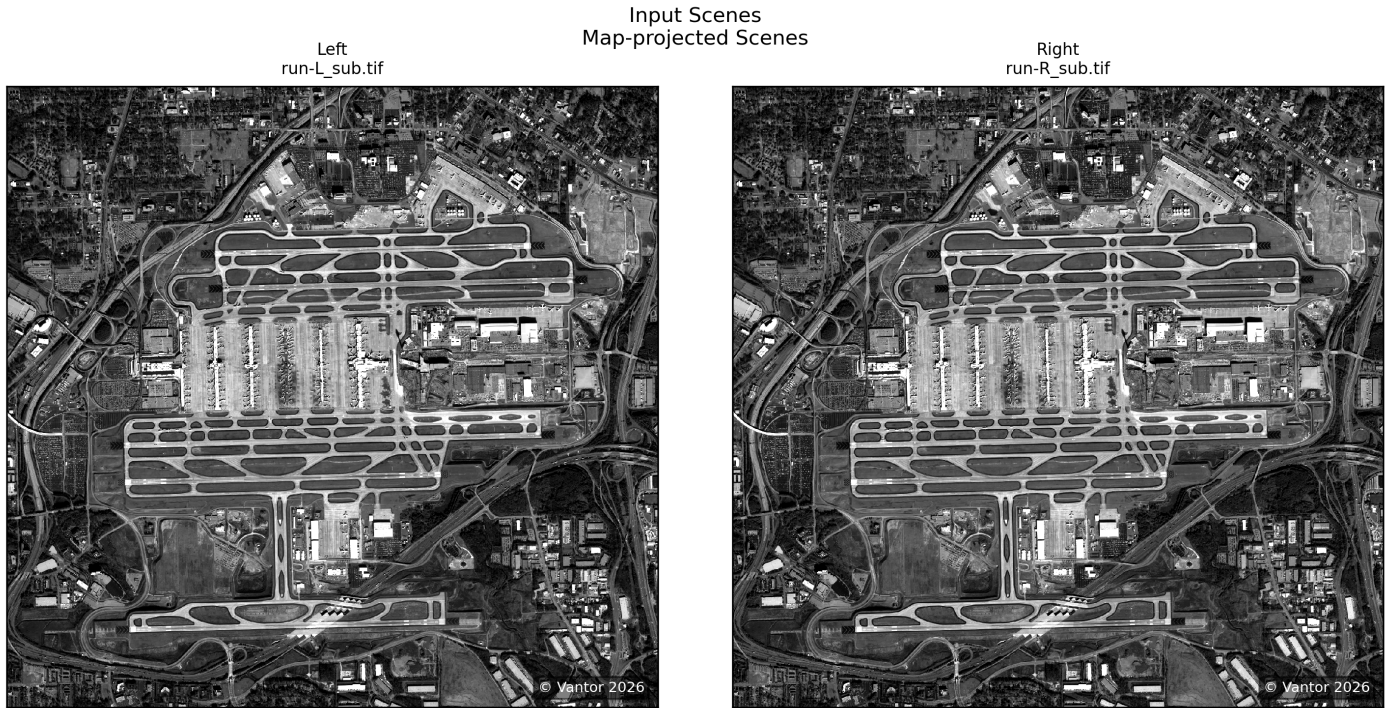 Input Scenes
Map-projected Scenes
Left
run-L_sub.tif
Right
run-R_sub.tif
© Vantor 2026
© Vantor 2026